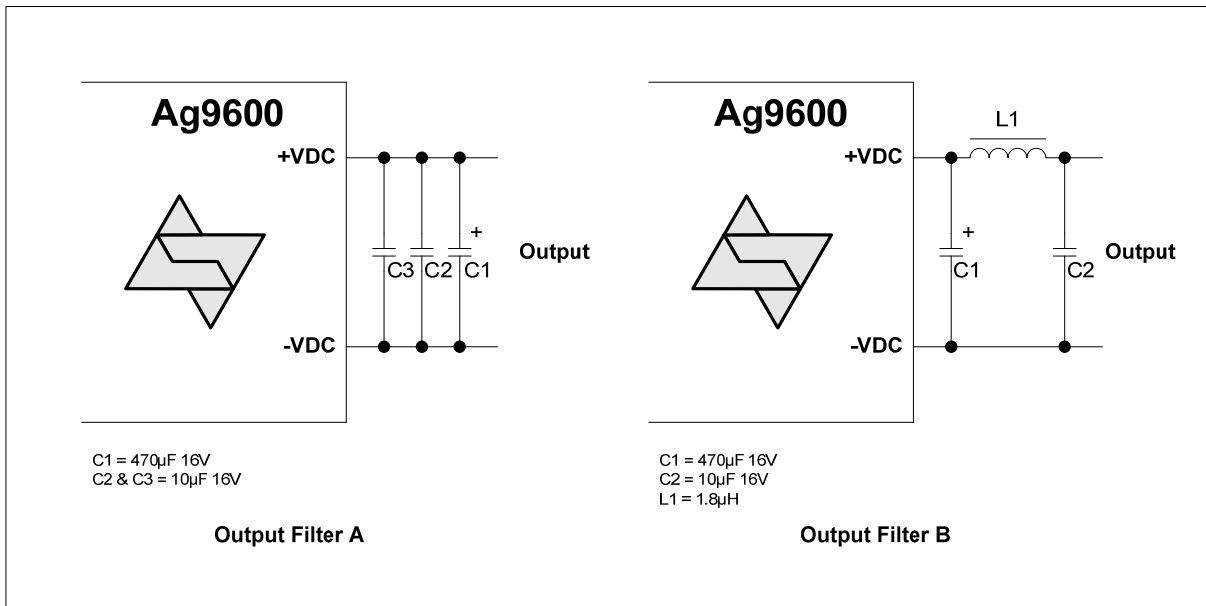 Ag9600
+VDC
-VDC
C3
C2
C1
+
Output
C1 = 470µF 16V
C2 & C3 = 10µF 16V
Output Filter A
Ag9600
L1
+VDC
-VDC
+
C1
C2
Output
C1 = 470µF 16V
C2 = 10µF 16V
L1 = 1.8µH
Output Filter B